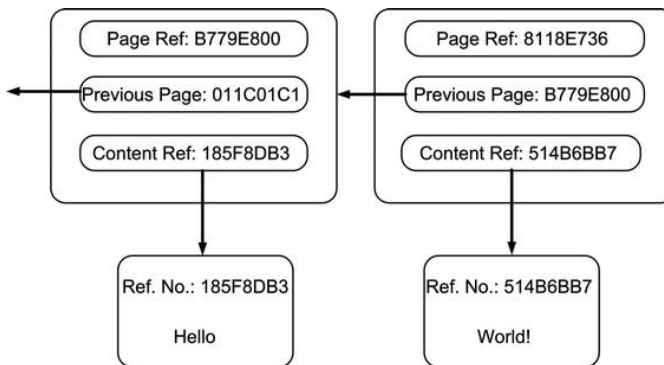 Page Ref: B779E800
Previous Page: 011C01C1
Content Ref: 185F8DB3
Ref. No.: 185F8DB3
Hello
Page Ref: 8118E736
Previous Page: B779E800
Content Ref: 514B6BB7
Ref. No.: 514B6BB7
World!